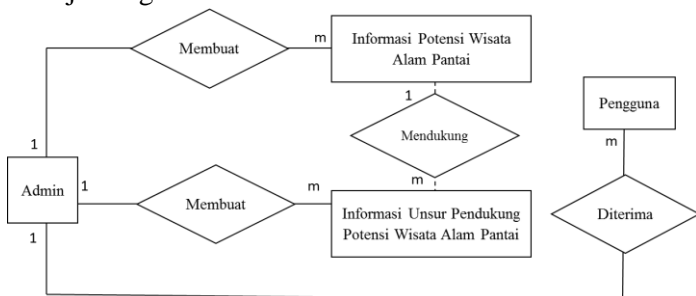 Membuat
m
Informasi Potensi Wisata
Alam Pantai
1
Mendukung
m
Pengguna
m
Diterima
1
Admin
1
Membuat
m
Informasi Unsur Pendukung
Potensi Wisata Alam Pantai
1